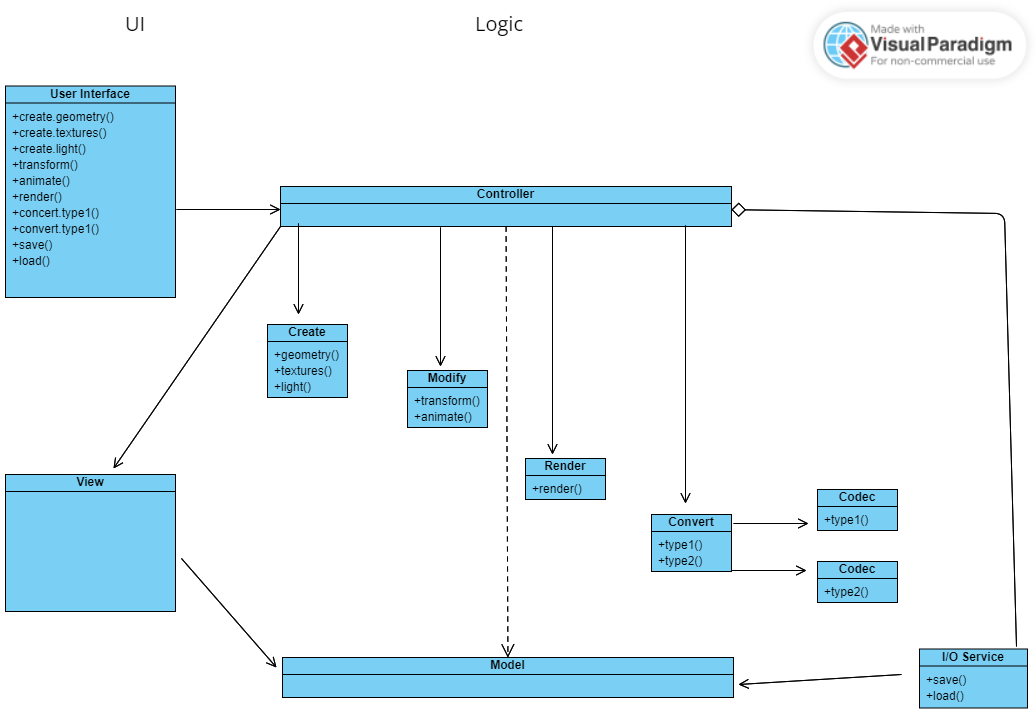 UI
Logic
Made with
Visual Paradigm
For non-commercial use
User Interface
+create.geometry()
+create.textures()
+create.light()
+transform()
+animate()
+render()
+concert.type1()
+convert.type1()
+save()
+load()
Controller
Create
+geometry()
+textures()
+light()
Modify
+transform()
+animate()
Render
+render()
View
Convert
+type1()
+type2()
Codec
+type1()
Codec
+type2()
Model
I/O Service
+save()
+load()